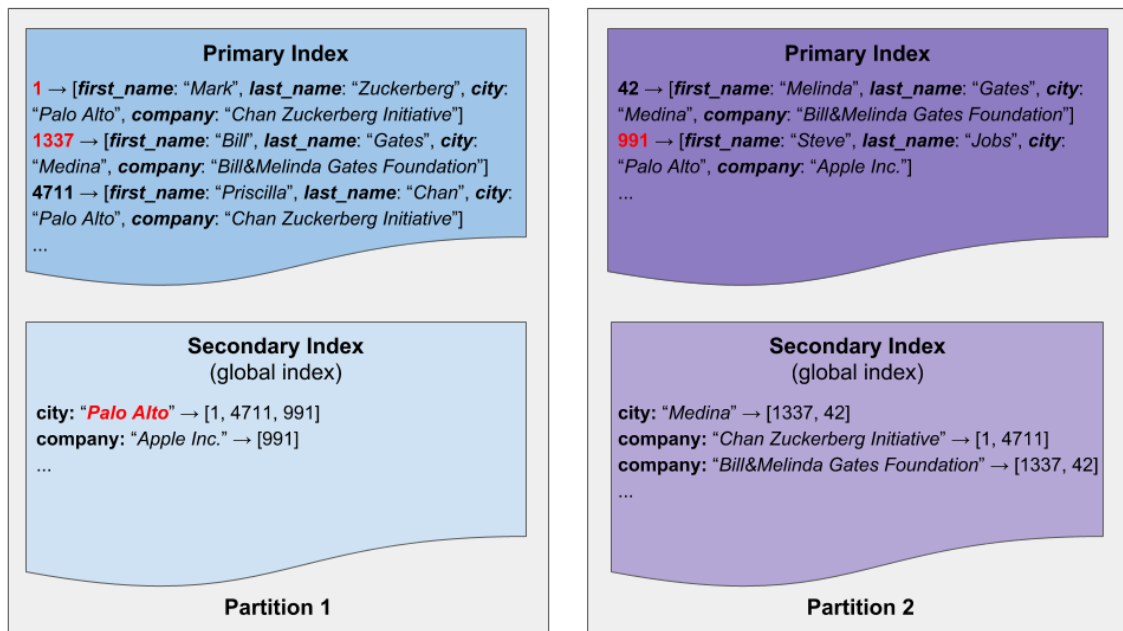 Primary Index
1 → [first_name: “Mark”, last_name: “Zuckerberg”, city:
“Palo Alto”, company: “Chan Zuckerberg Initiative”]
1337 → [first_name: “Bill”, last_name: “Gates”, city:
“Medina”, company: “Bill&Melinda Gates Foundation”]
4711 → [first_name: “Priscilla”, last_name: “Chan”, city:
“Palo Alto”, company: “Chan Zuckerberg Initiative”]
...
Secondary Index
(global index)
city: “Palo Alto” → [1, 4711, 991]
company: “Apple Inc.” → [991]
...
Partition 1
Primary Index
42 → [first_name: “Melinda”, last_name: “Gates”, city:
“Medina”, company: “Bill&Melinda Gates Foundation”]
991 → [first_name: “Steve”, last_name: “Jobs”, city:
“Palo Alto”, company: “Apple Inc.”]
...
Secondary Index
(global index)
city: “Medina” → [1337, 42]
company: “Chan Zuckerberg Initiative” → [1, 4711]
company: “Bill&Melinda Gates Foundation” → [1337, 42]
...
Partition 2